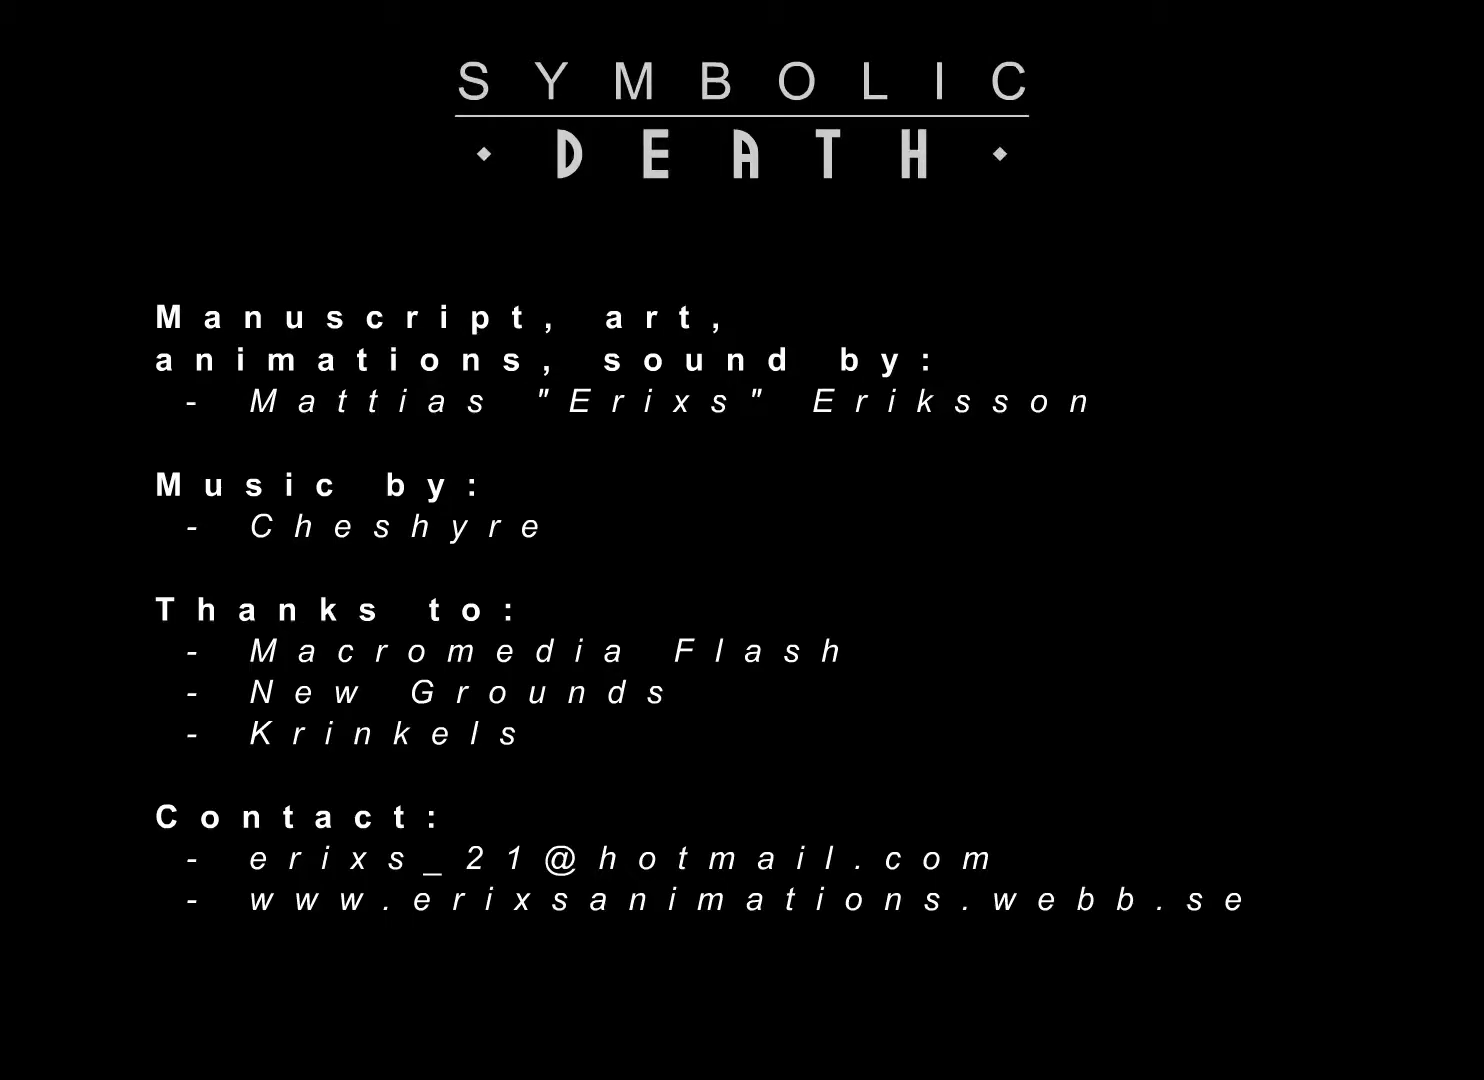 SYMBOLIC
· DEATH ·
Manuscript, art,
animations, sound by:
- Mattias "Erixs" Eriksson
Music by:
- Cheshyre
Thanks to:
- Macromedia Flash
- New Grounds
- Krinkels
Contact:
- erixs_21@hotmail.com
- www.erixsanimations.webb.se